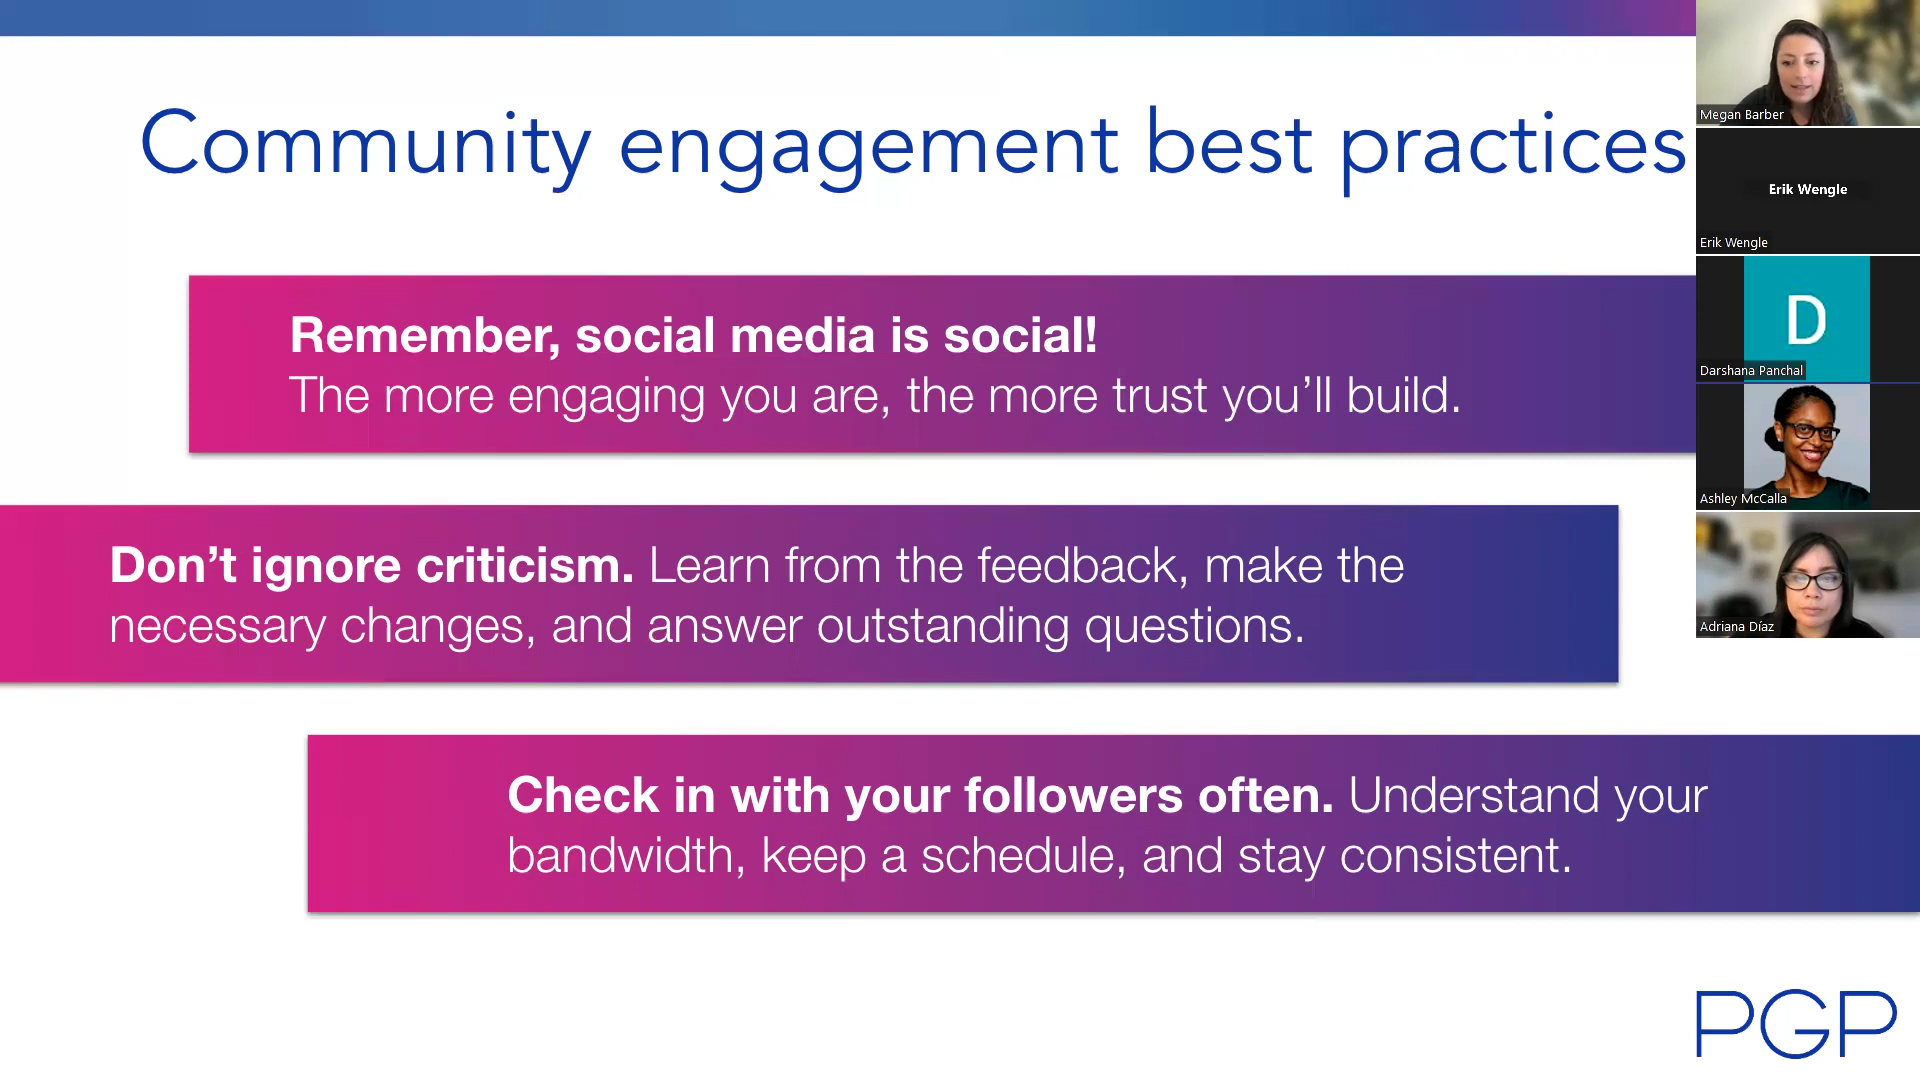 Community engagement best practices
Remember, social media is social!
The more engaging you are, the more trust you’ll build.
Don’t ignore criticism. Learn from the feedback, make the
necessary changes, and answer outstanding questions.
Check in with your followers often. Understand your
bandwidth, keep a schedule, and stay consistent.
PGP
Megan Barber
Erik Wengle
Erik Wengle
D
Darshana Panchal
Ashley McCalla
Adriana Díaz